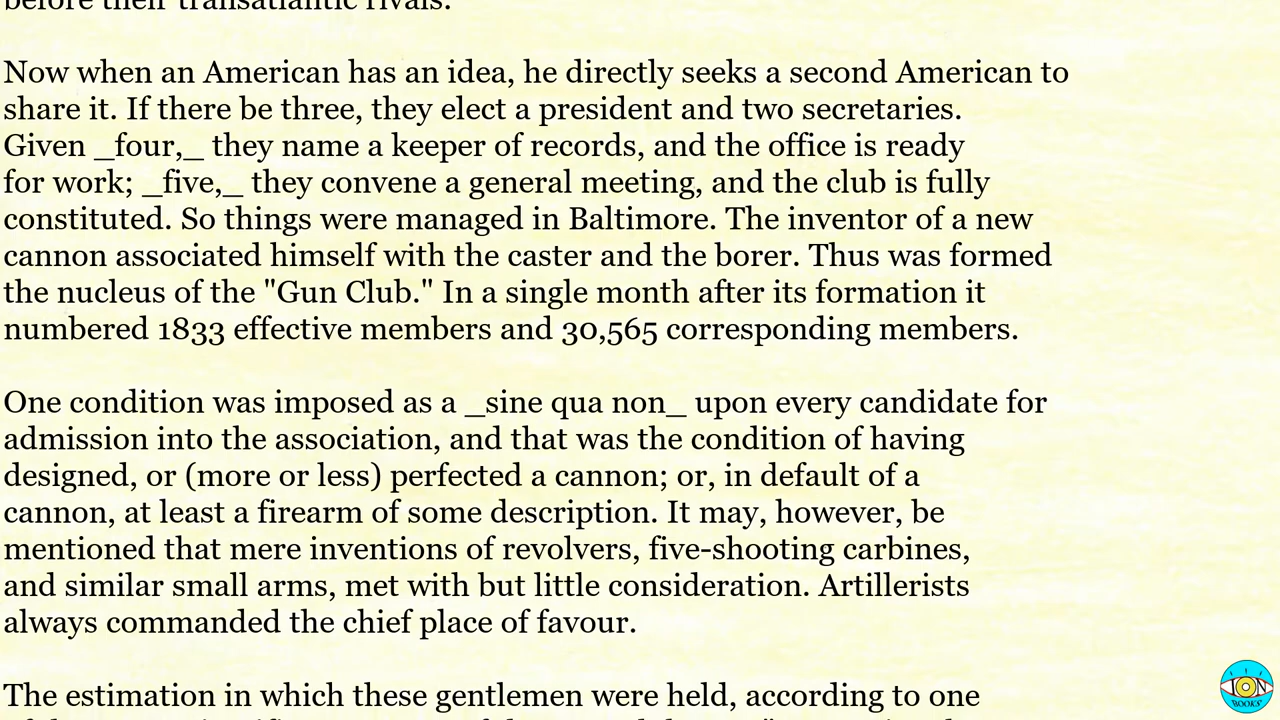 before their transatlantic rivals.
Now when an American has an idea, he directly seeks a second American to
share it. If there be three, they elect a president and two secretaries.
Given _four,_ they name a keeper of records, and the office is ready
for work; _five,_ they convene a general meeting, and the club is fully
constituted. So things were managed in Baltimore. The inventor of a new
cannon associated himself with the caster and the borer. Thus was formed
the nucleus of the "Gun Club." In a single month after its formation it
numbered 1833 effective members and 30,565 corresponding members.
One condition was imposed as a _sine qua non_ upon every candidate for
admission into the association, and that was the condition of having
designed, or (more or less) perfected a cannon; or, in default of a
cannon, at least a firearm of some description. It may, however, be
mentioned that mere inventions of revolvers, five-shooting carbines,
and similar small arms, met with but little consideration. Artillerists
always commanded the chief place of favour.
The estimation in which these gentlemen were held, according to one
ION
BOOKS